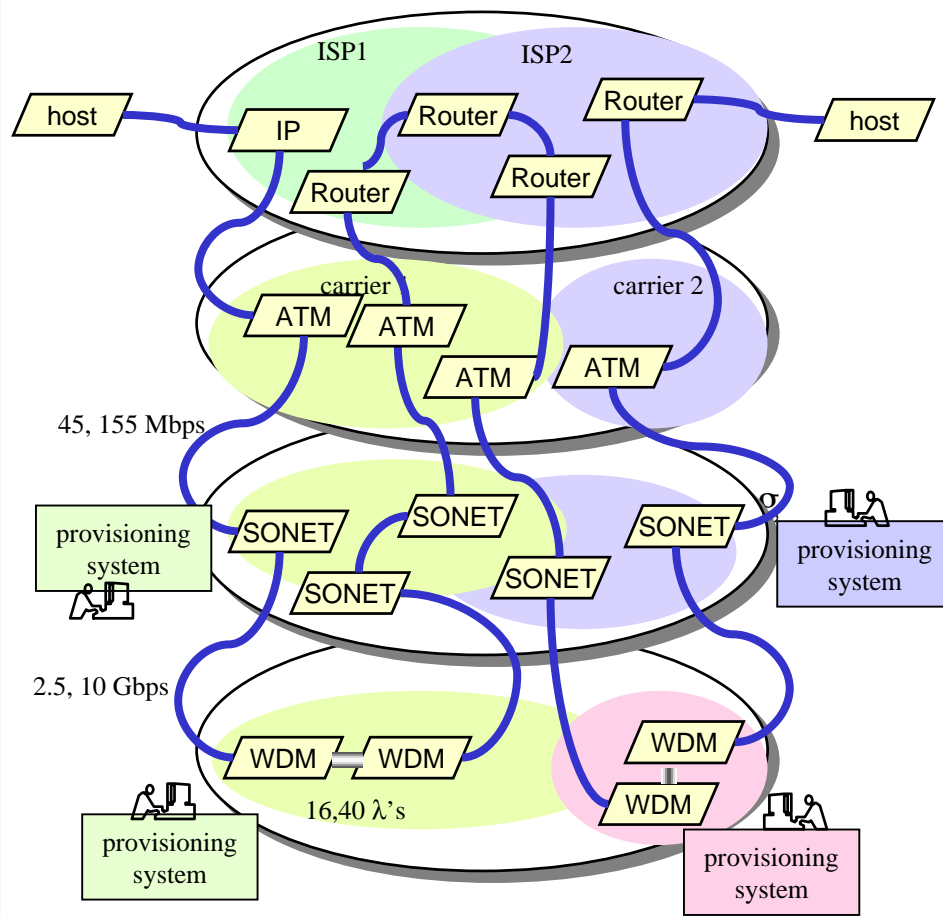 ISP1
ISP2
host
IP
Router
Router
host
Router
Router
carrier 1
carrier 2
ATM
ATM
ATM
ATM
45, 155 Mbps
σ
SONET
SONET
SONET
SONET
SONET
provisioning
system
provisioning
system
2.5, 10 Gbps
WDM
WDM
WDM
WDM
16,40 λ's
provisioning
system
provisioning
system